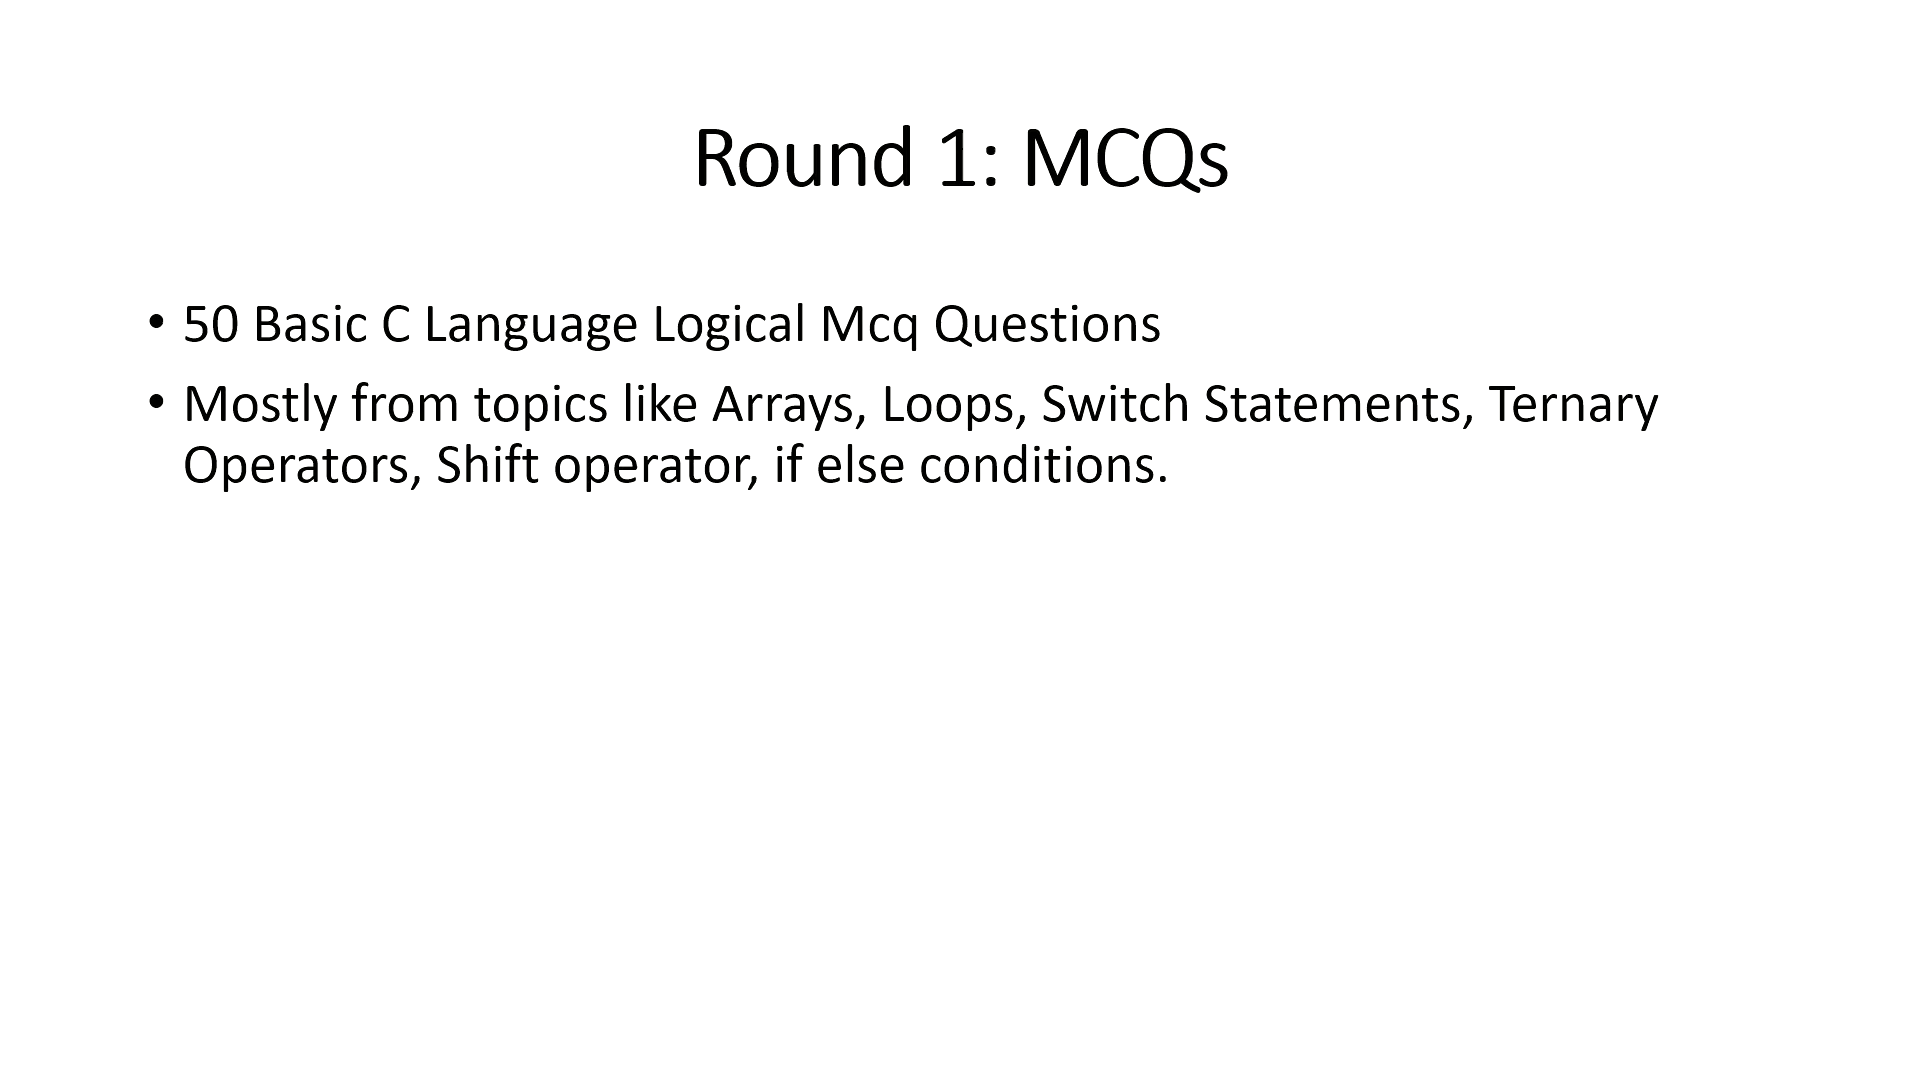 Round 1: MCQs
• 50 Basic C Language Logical Mcq Questions
• Mostly from topics like Arrays, Loops, Switch Statements, Ternary
Operators, Shift operator, if else conditions.